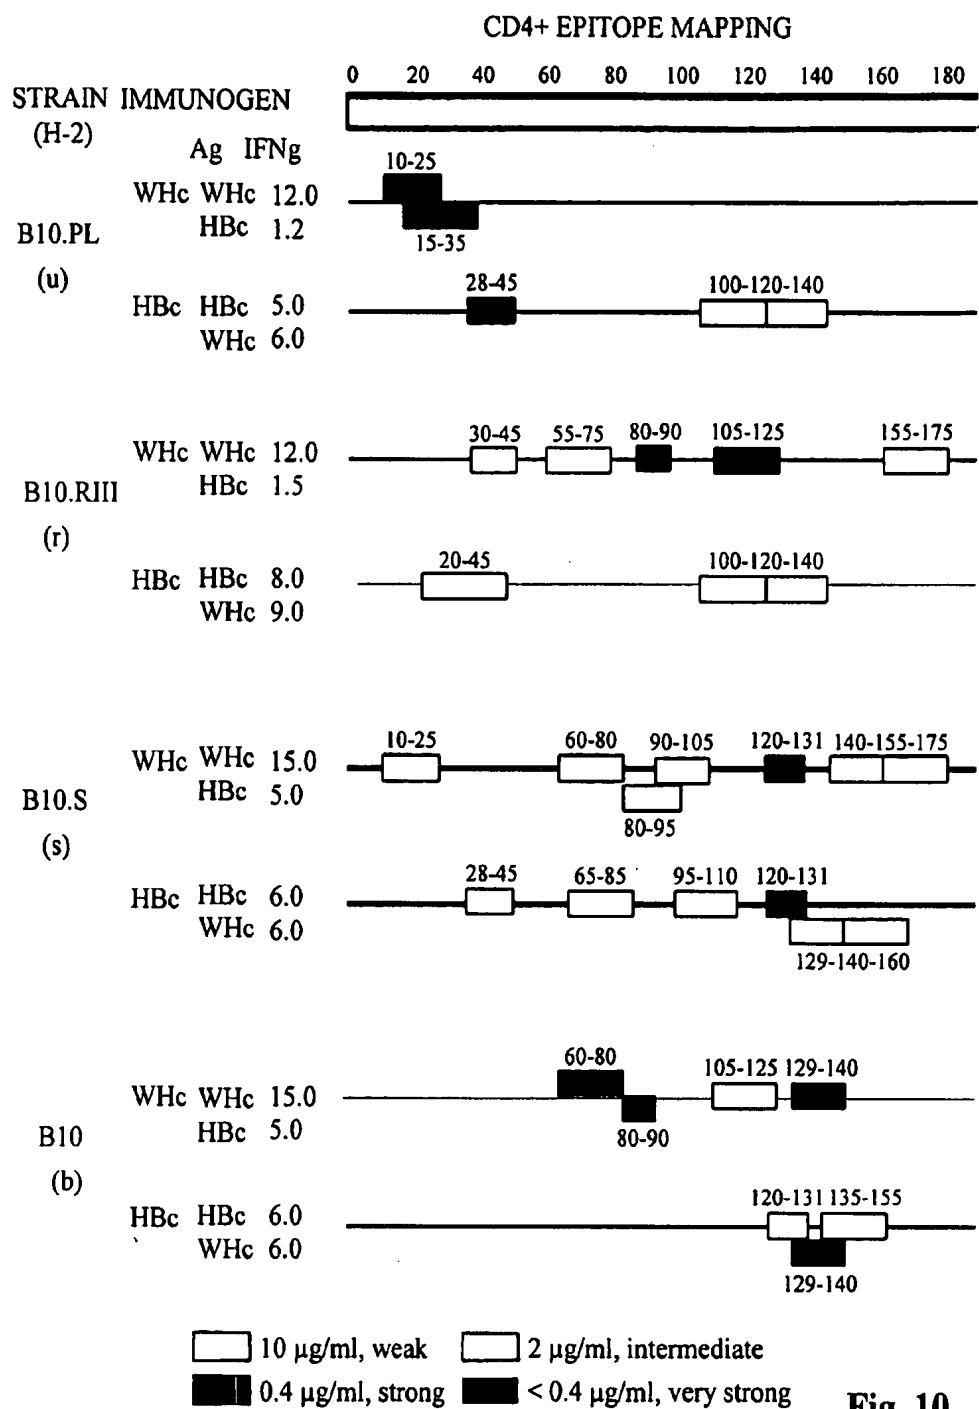 CD4+ EPITOPE MAPPING
0 20 40 60 80 100 120 140 160 180
STRAIN IMMUNOGEN
(H-2)
Ag IFNg
10-25
WHc WHc 12.0
HBc 1.2
B10.PL
15-35
(u)
28-45 100-120-140
HBc HBc 5.0
WHc 6.0
30-45 55-75 80-90 105-125 155-175
WHc WHc 12.0
HBc 1.5
B10.RIII
(r)
20-45 100-120-140
HBc HBc 8.0
WHc 9.0
10-25 60-80 90-105 120-131 140-155-175
WHc WHc 15.0
HBc 5.0
B10.S
80-95
(s)
28-45 65-85 95-110 120-131
HBc HBc 6.0
WHc 6.0
129-140-160
60-80 105-125 129-140
WHc WHc 15.0
HBc 5.0
B10
80-90
(b)
120-131 135-155
HBc HBc 6.0
WHc 6.0
129-140
10 µg/ml, weak 2 µg/ml, intermediate
0.4 µg/ml, strong < 0.4 µg/ml, very strong
Fig. 10